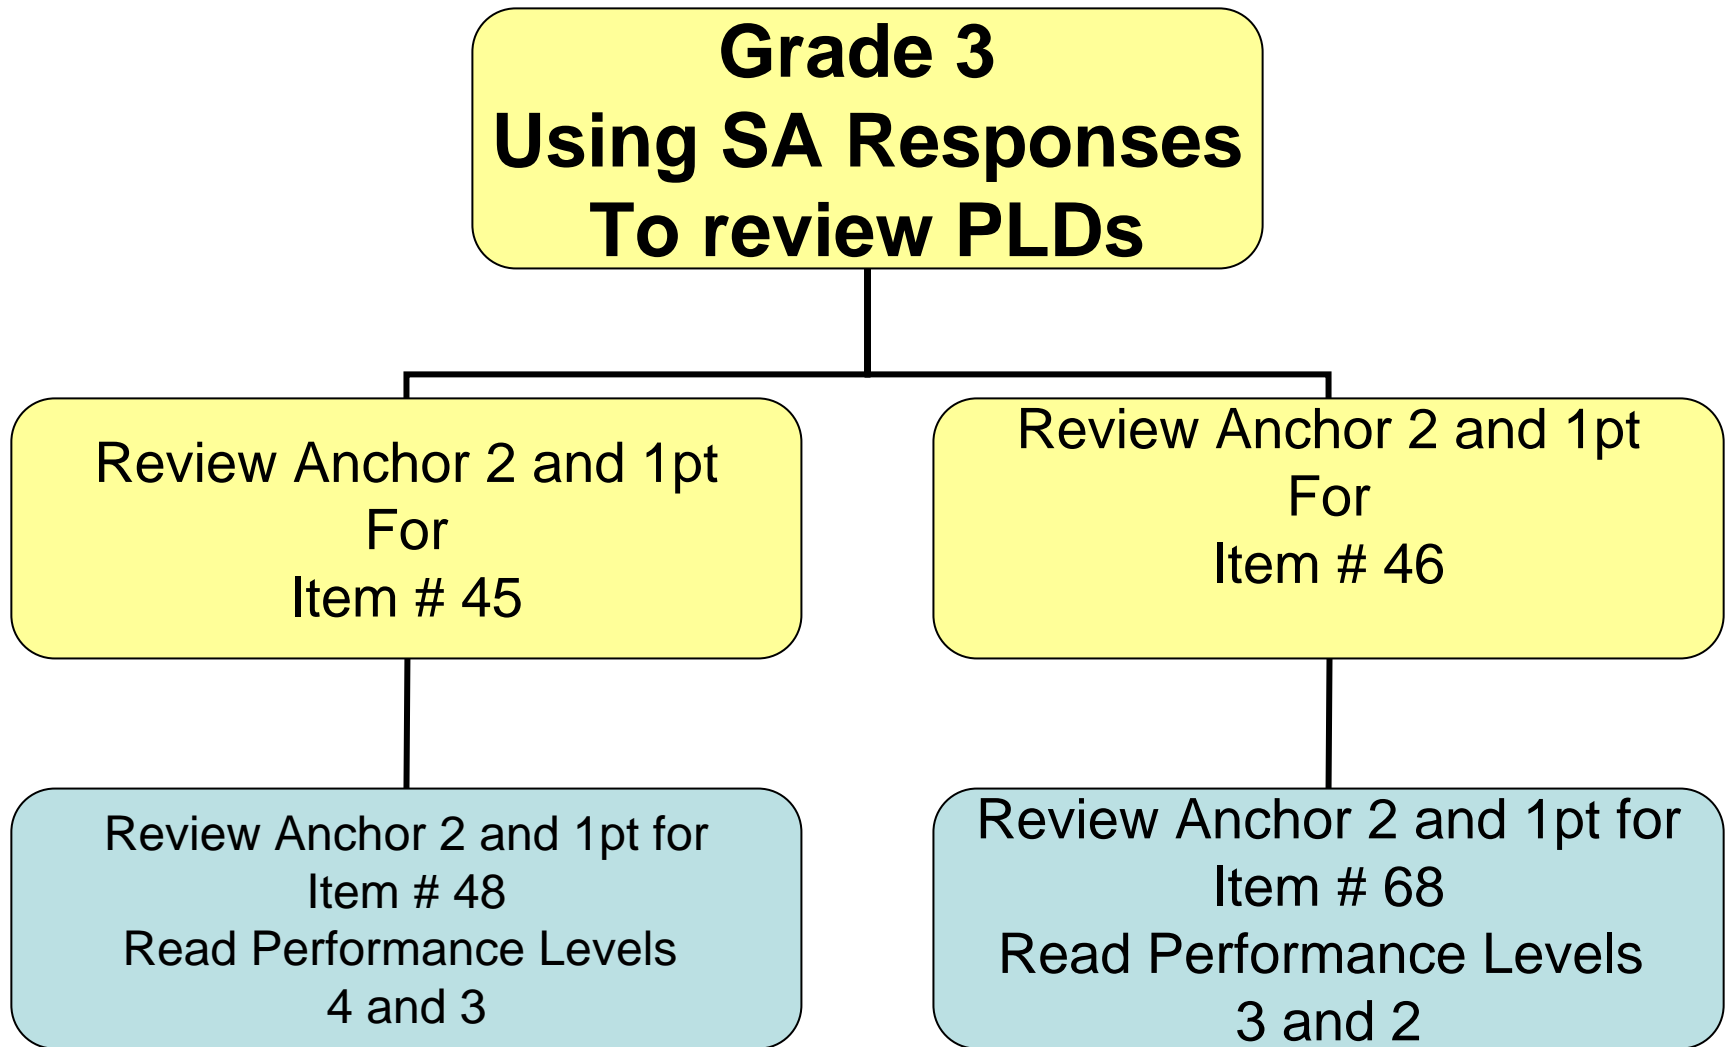 Grade 3
Using SA Responses
To review PLDs
Review Anchor 2 and 1pt
For
Item # 45
Review Anchor 2 and 1pt
For
Item # 46
Review Anchor 2 and 1pt for
Item # 48
Read Performance Levels
4 and 3
Review Anchor 2 and 1pt for
Item # 68
Read Performance Levels
3 and 2